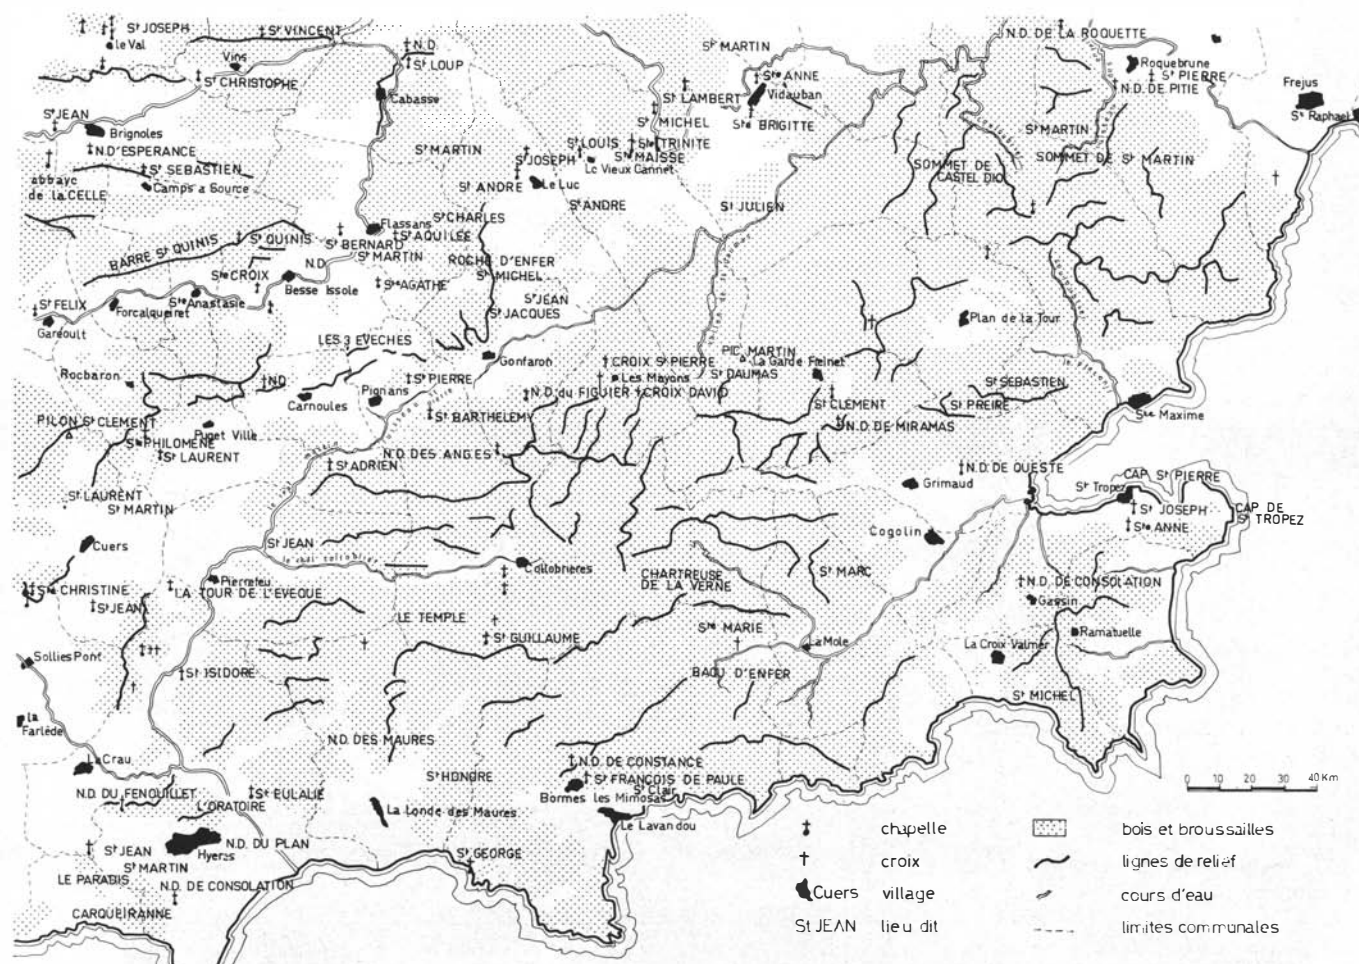 St JOSEPH
le Val
St VINCENT
Vins
St CHRISTOPHE
N.D.
St LOUP
Cabasse
St MARTIN
Ste ANNE
Vidauban
St LAMBERT
Ste BRIGITTE
St MICHEL
N.D. DE LA ROQUETTE
Roquebrune
St PIERRE
N.D. DE PITIE
Frejus
St Raphael
St JEAN
Brignoles
N.D'ESPERANCE
St SEBASTIEN
Camps a Source
abbaye
de la CELLE
St MARTIN
St LOUIS
Ste TRINITE
St MAISSE
Le Vieux Cannet
St JOSEPH
Le Luc
St ANDRE
St ANDRE
St MARTIN
SOMMET DE
CASTEL DIO
SOMMET DE St MARTIN
St JULIEN
Flassans
St CHARLES
St AQUILEE
St BERNARD
St MARTIN
St QUINIS
BARRE St QUINIS
Ste CROIX
N.D.
Besse Issole
ROCHE D'ENFER
St MICHEL
Ste AGATHE
St JEAN
St JACQUES
St FELIX
Garéoult
Forcalqueiret
Ste Anastasie
Plan de la Tour
LES 3 EVECHES
Gonfaron
Rocbaron
N.D.
Carnoules
Pignans
St PIERRE
St BARTHELEMY
CROIX St PIERRE
Les Mayons
N.D. du FIGUIER
CROIX DAVID
PIC MARTIN
La Garde Freinet
St DAUMAS
St CLEMENT
N.D. DE MIRAMAS
St SEBASTIEN
St PREIRE
Ste Maxime
PILON St CLEMENT
Puget Ville
Ste PHILOMENE
St LAURENT
St ADRIEN
N.D. DES ANGES
N.D. DE QUESTE
Grimaud
CAP St PIERRE
St Tropez
St JOSEPH
Ste ANNE
CAP DE
St TROPEZ
St LAURENT
St MARTIN
Cuers
St JEAN
le real collobrier
Collobrieres
Cogolin
Pierrefeu
LA TOUR DE L'EVEQUE
Ste CHRISTINE
St JEAN
CHARTREUSE
DE LA VERNE
St MARC
N.D. DE CONSOLATION
Gassin
LE TEMPLE
St GUILLAUME
Ste MARIE
La Mole
Ramatuelle
La Croix Valmer
Sollies Pont
St ISIDORE
BAOU D'ENFER
St MICHEL
la
Farlède
N.D. DES MAURES
La Crau
N.D. DE CONSTANCE
St FRANCOIS DE PAULE
St HONORE
St Clair
Bormes les Mimosas
Le Lavandou
N.D. DU FENOUILLET
St EULALIE
L'ORATOIRE
La Londe des Maures
St JEAN
Hyeres
N.D. DU PLAN
St MARTIN
LE PARADIS
N.D. DE CONSOLATION
CARQUEIRANNE
St GEORGE
0 10 20 30 40 Km
chapelle
croix
Cuers village
St JEAN lieu dit
bois et broussailles
lignes de relief
cours d'eau
limites communales